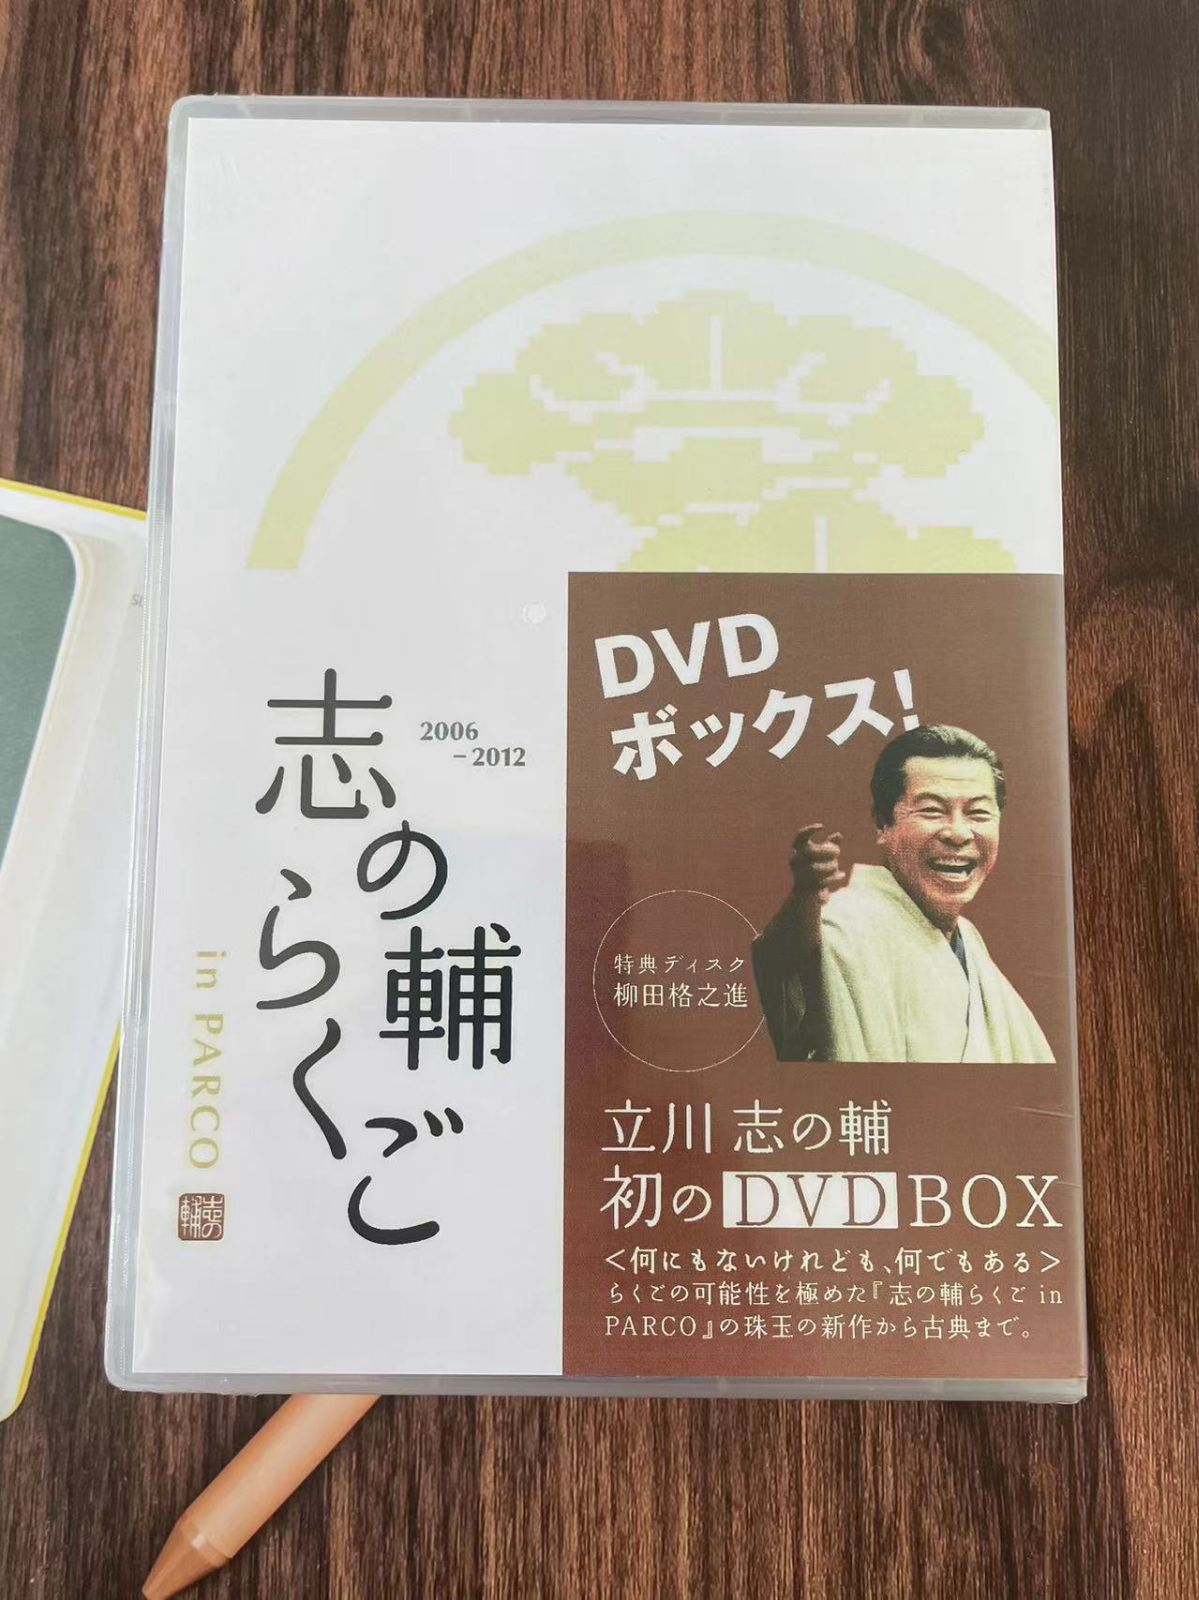 志の輔
らくご
2006
-2012
in PARCO
志の輔
DVD
ボックス!
特典ディスク
柳田格之進
立川 志の輔
初のDVD BOX
<何にもないけれども、何でもある>
らくごの可能性を極めた『志の輔らくご in
PARCO』の珠玉の新作から古典まで。